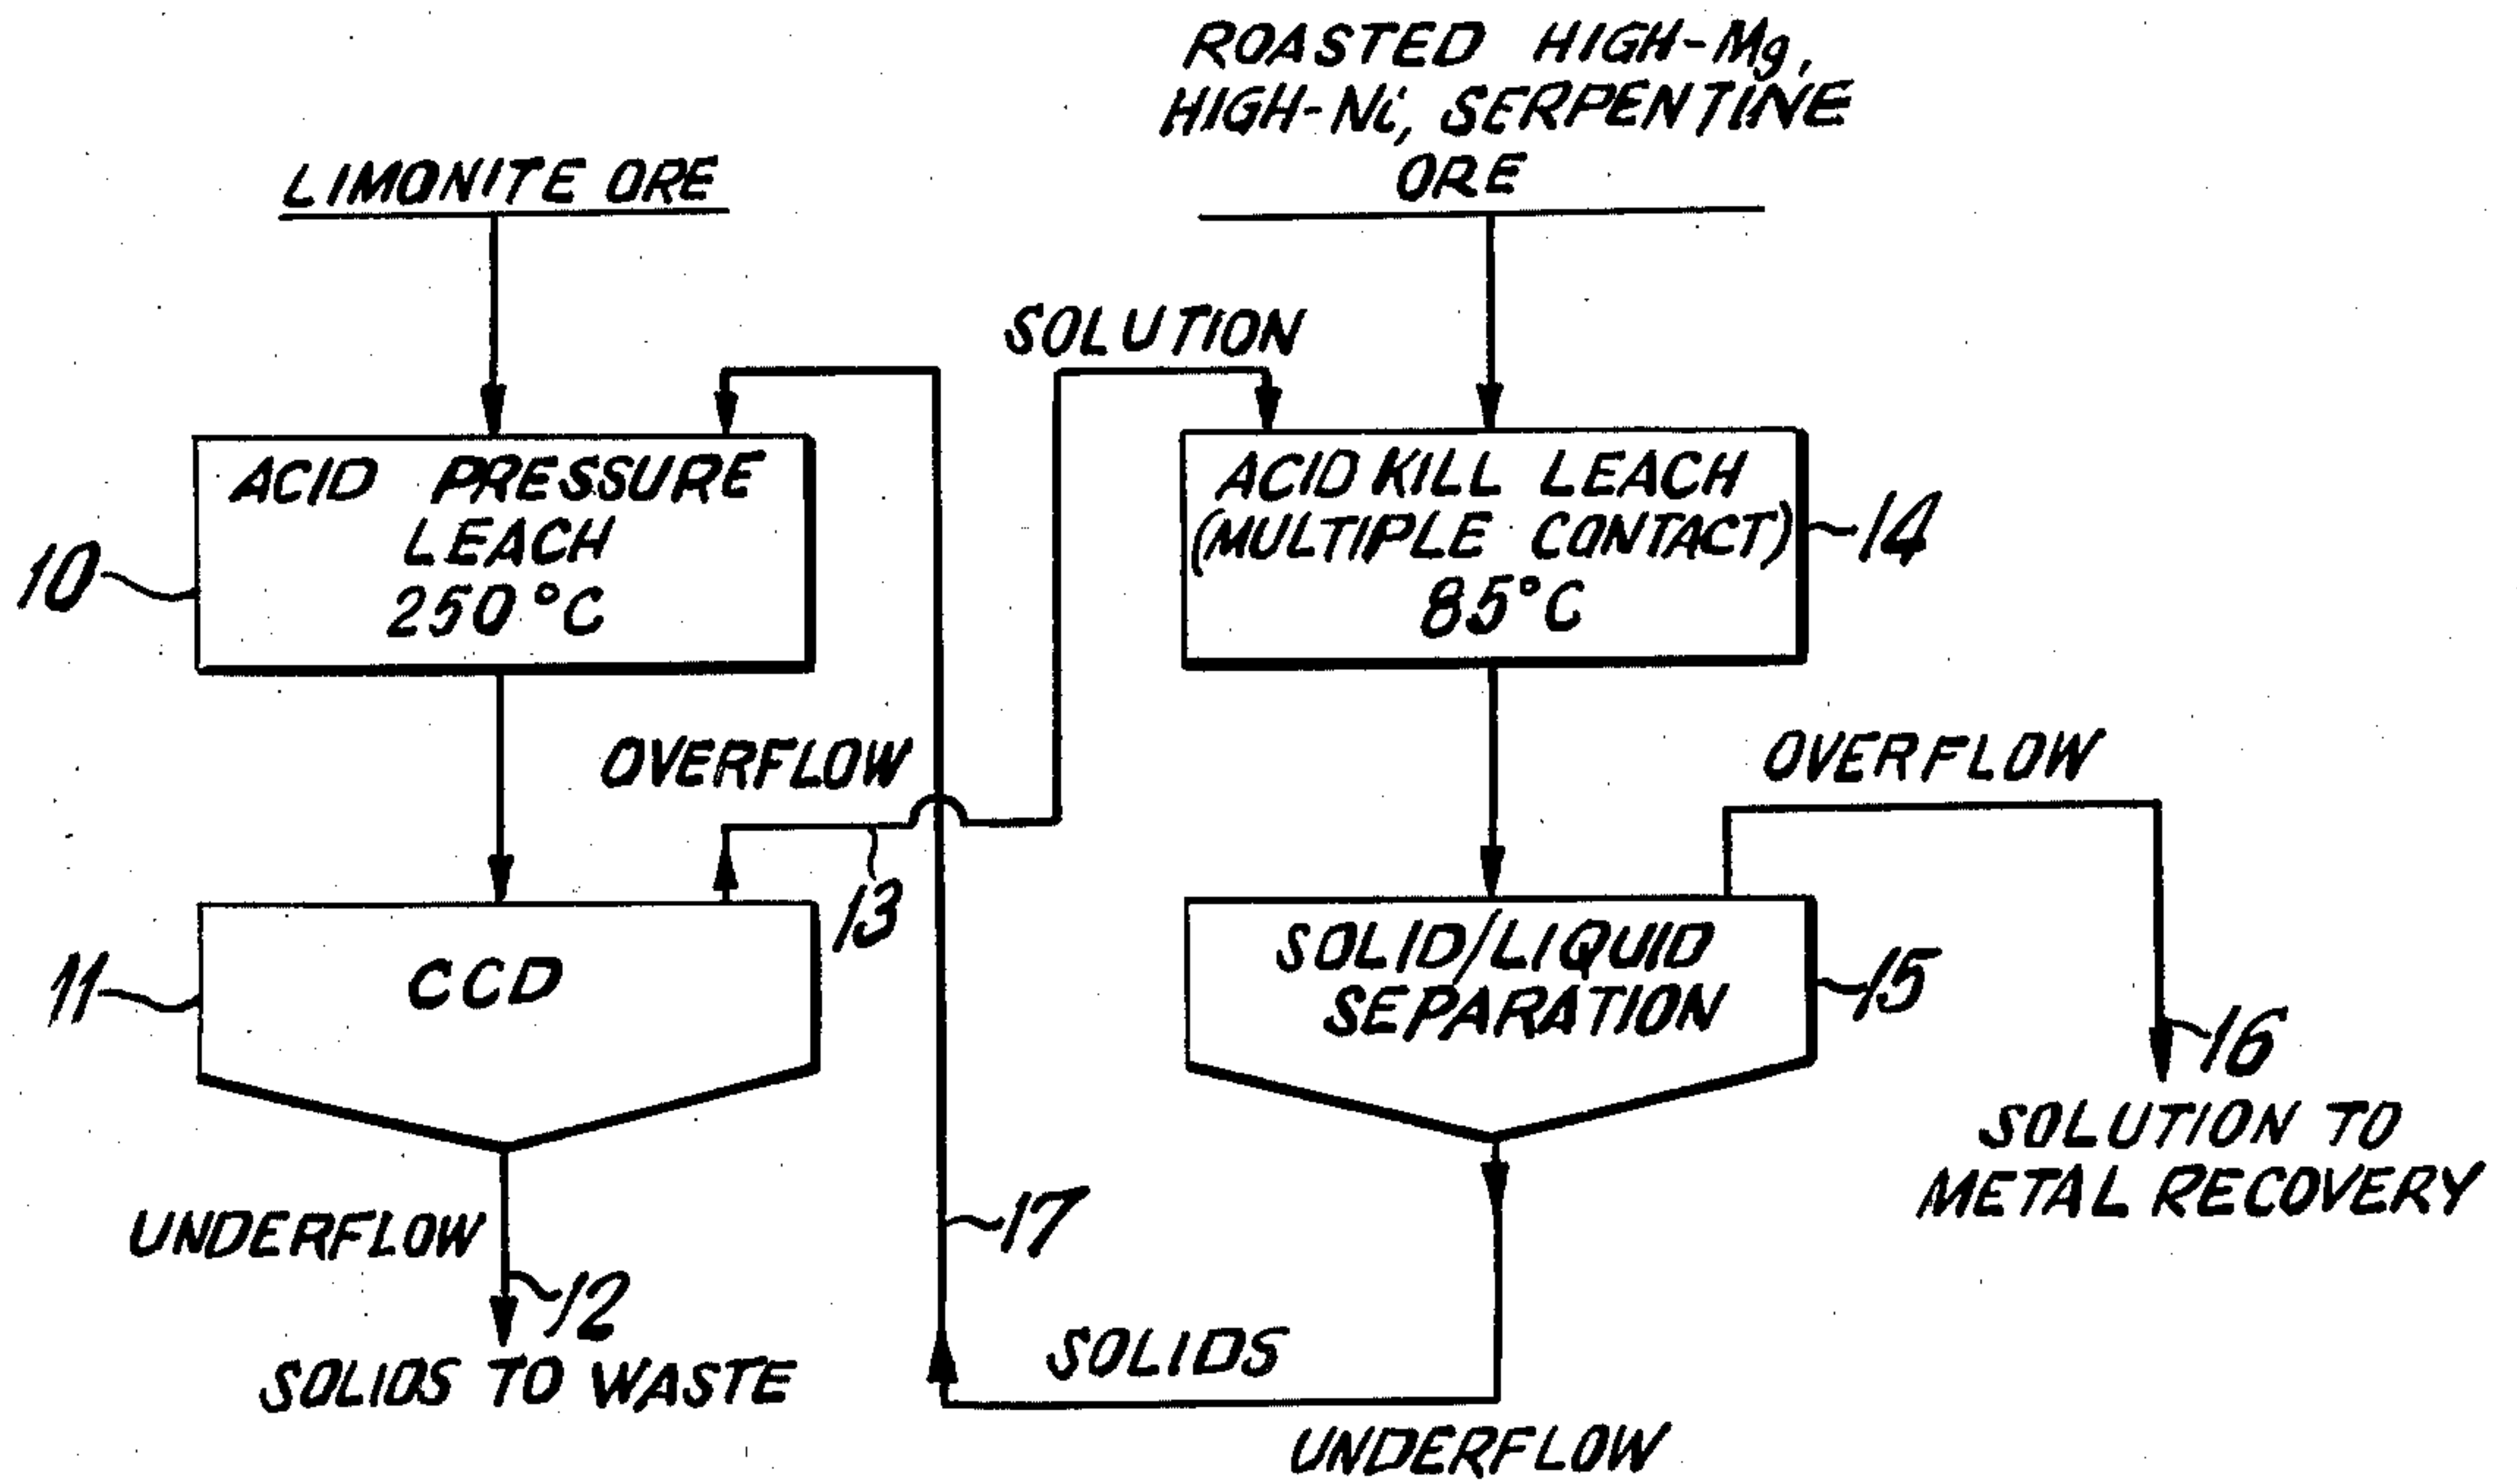 ROASTED HIGH-Mg,
HIGH-Ni, SERPENTINE
ORE
LIMONITE ORE
SOLUTION
ACID PRESSURE
LEACH
250°C
10
ACID KILL LEACH
(MULTIPLE CONTACT)
85°C
14
OVERFLOW
OVERFLOW
13
CCD
11
SOLID/LIQUID
SEPARATION
15
16
SOLUTION TO
METAL RECOVERY
UNDERFLOW
12
17
SOLIDS TO WASTE
SOLIDS
UNDERFLOW